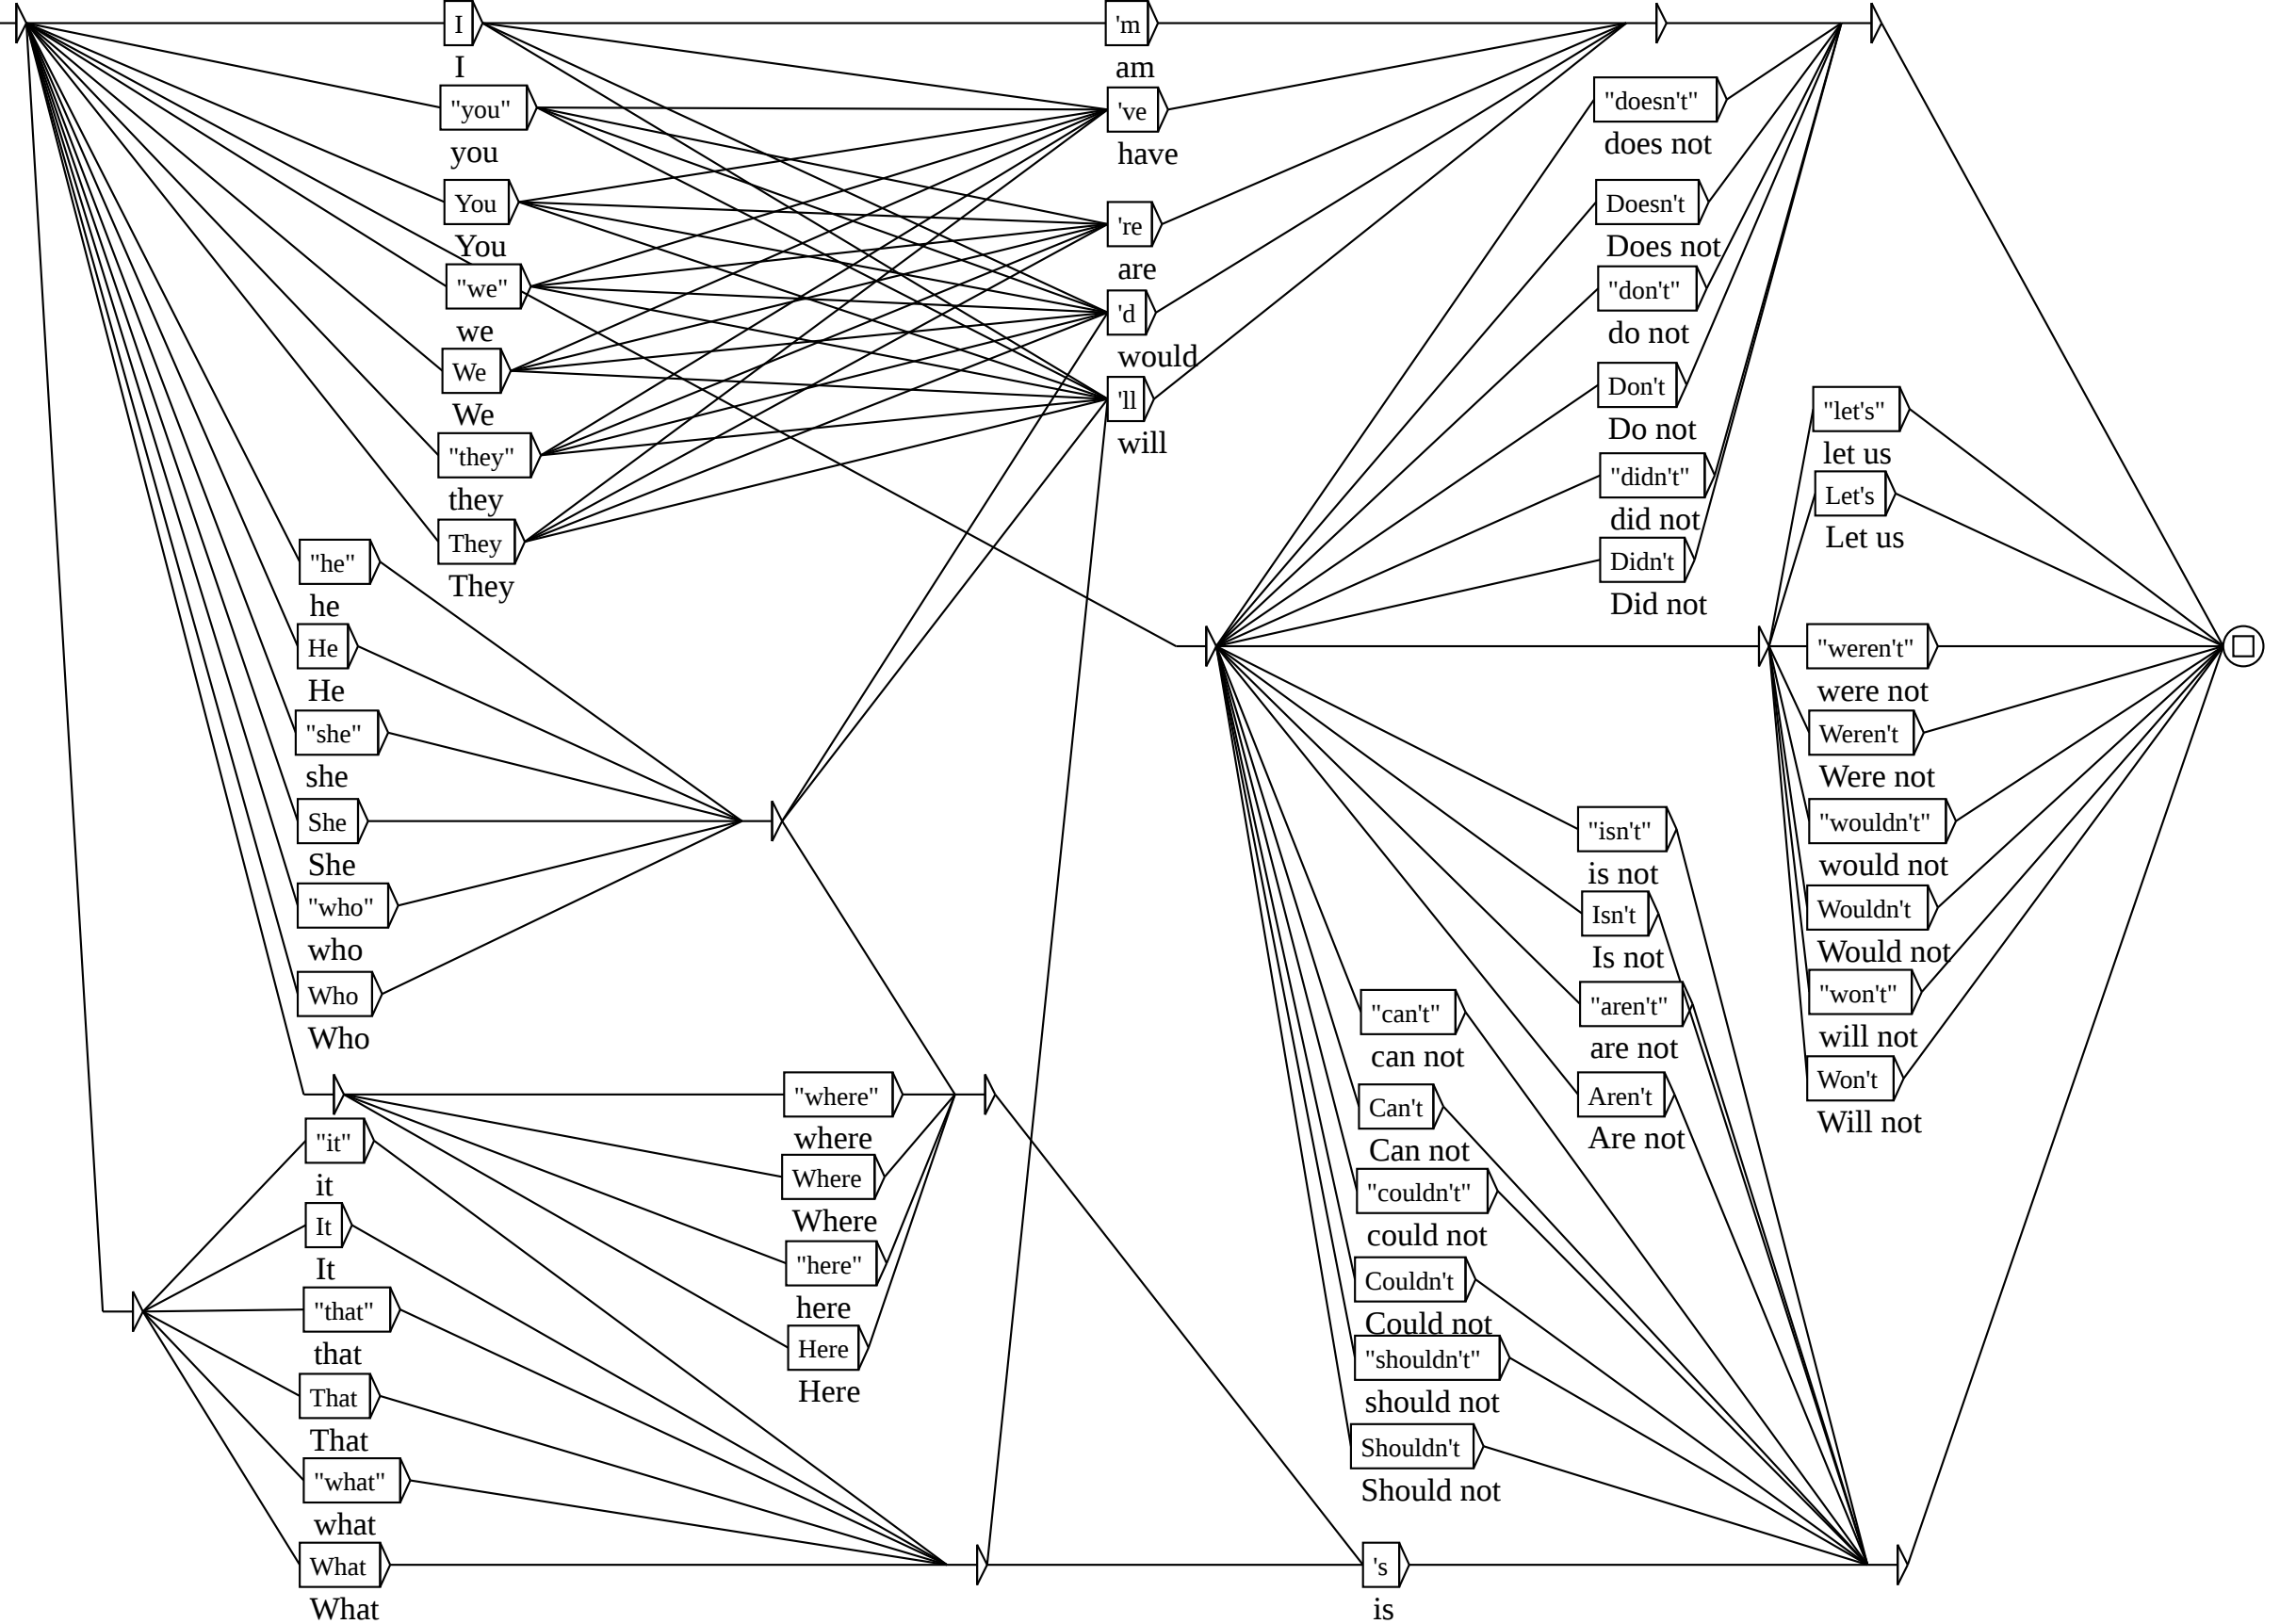 I
I
"you"
you
You
You
"we"
we
We
We
"they"
they
They
They
"he"
he
He
He
"she"
she
She
She
"who"
who
Who
Who
"it"
it
It
It
"that"
that
That
That
"what"
what
What
What
"where"
where
Where
Where
"here"
here
Here
Here
'm
am
've
have
're
are
'd
would
'll
will
's
is
"doesn't"
does not
Doesn't
Does not
"don't"
do not
Don't
Do not
"didn't"
did not
Didn't
Did not
"isn't"
is not
Isn't
Is not
"aren't"
are not
Aren't
Are not
"can't"
can not
Can't
Can not
"couldn't"
could not
Couldn't
Could not
"shouldn't"
should not
Shouldn't
Should not
"let's"
let us
Let's
Let us
"weren't"
were not
Weren't
Were not
"wouldn't"
would not
Wouldn't
Would not
"won't"
will not
Won't
Will not